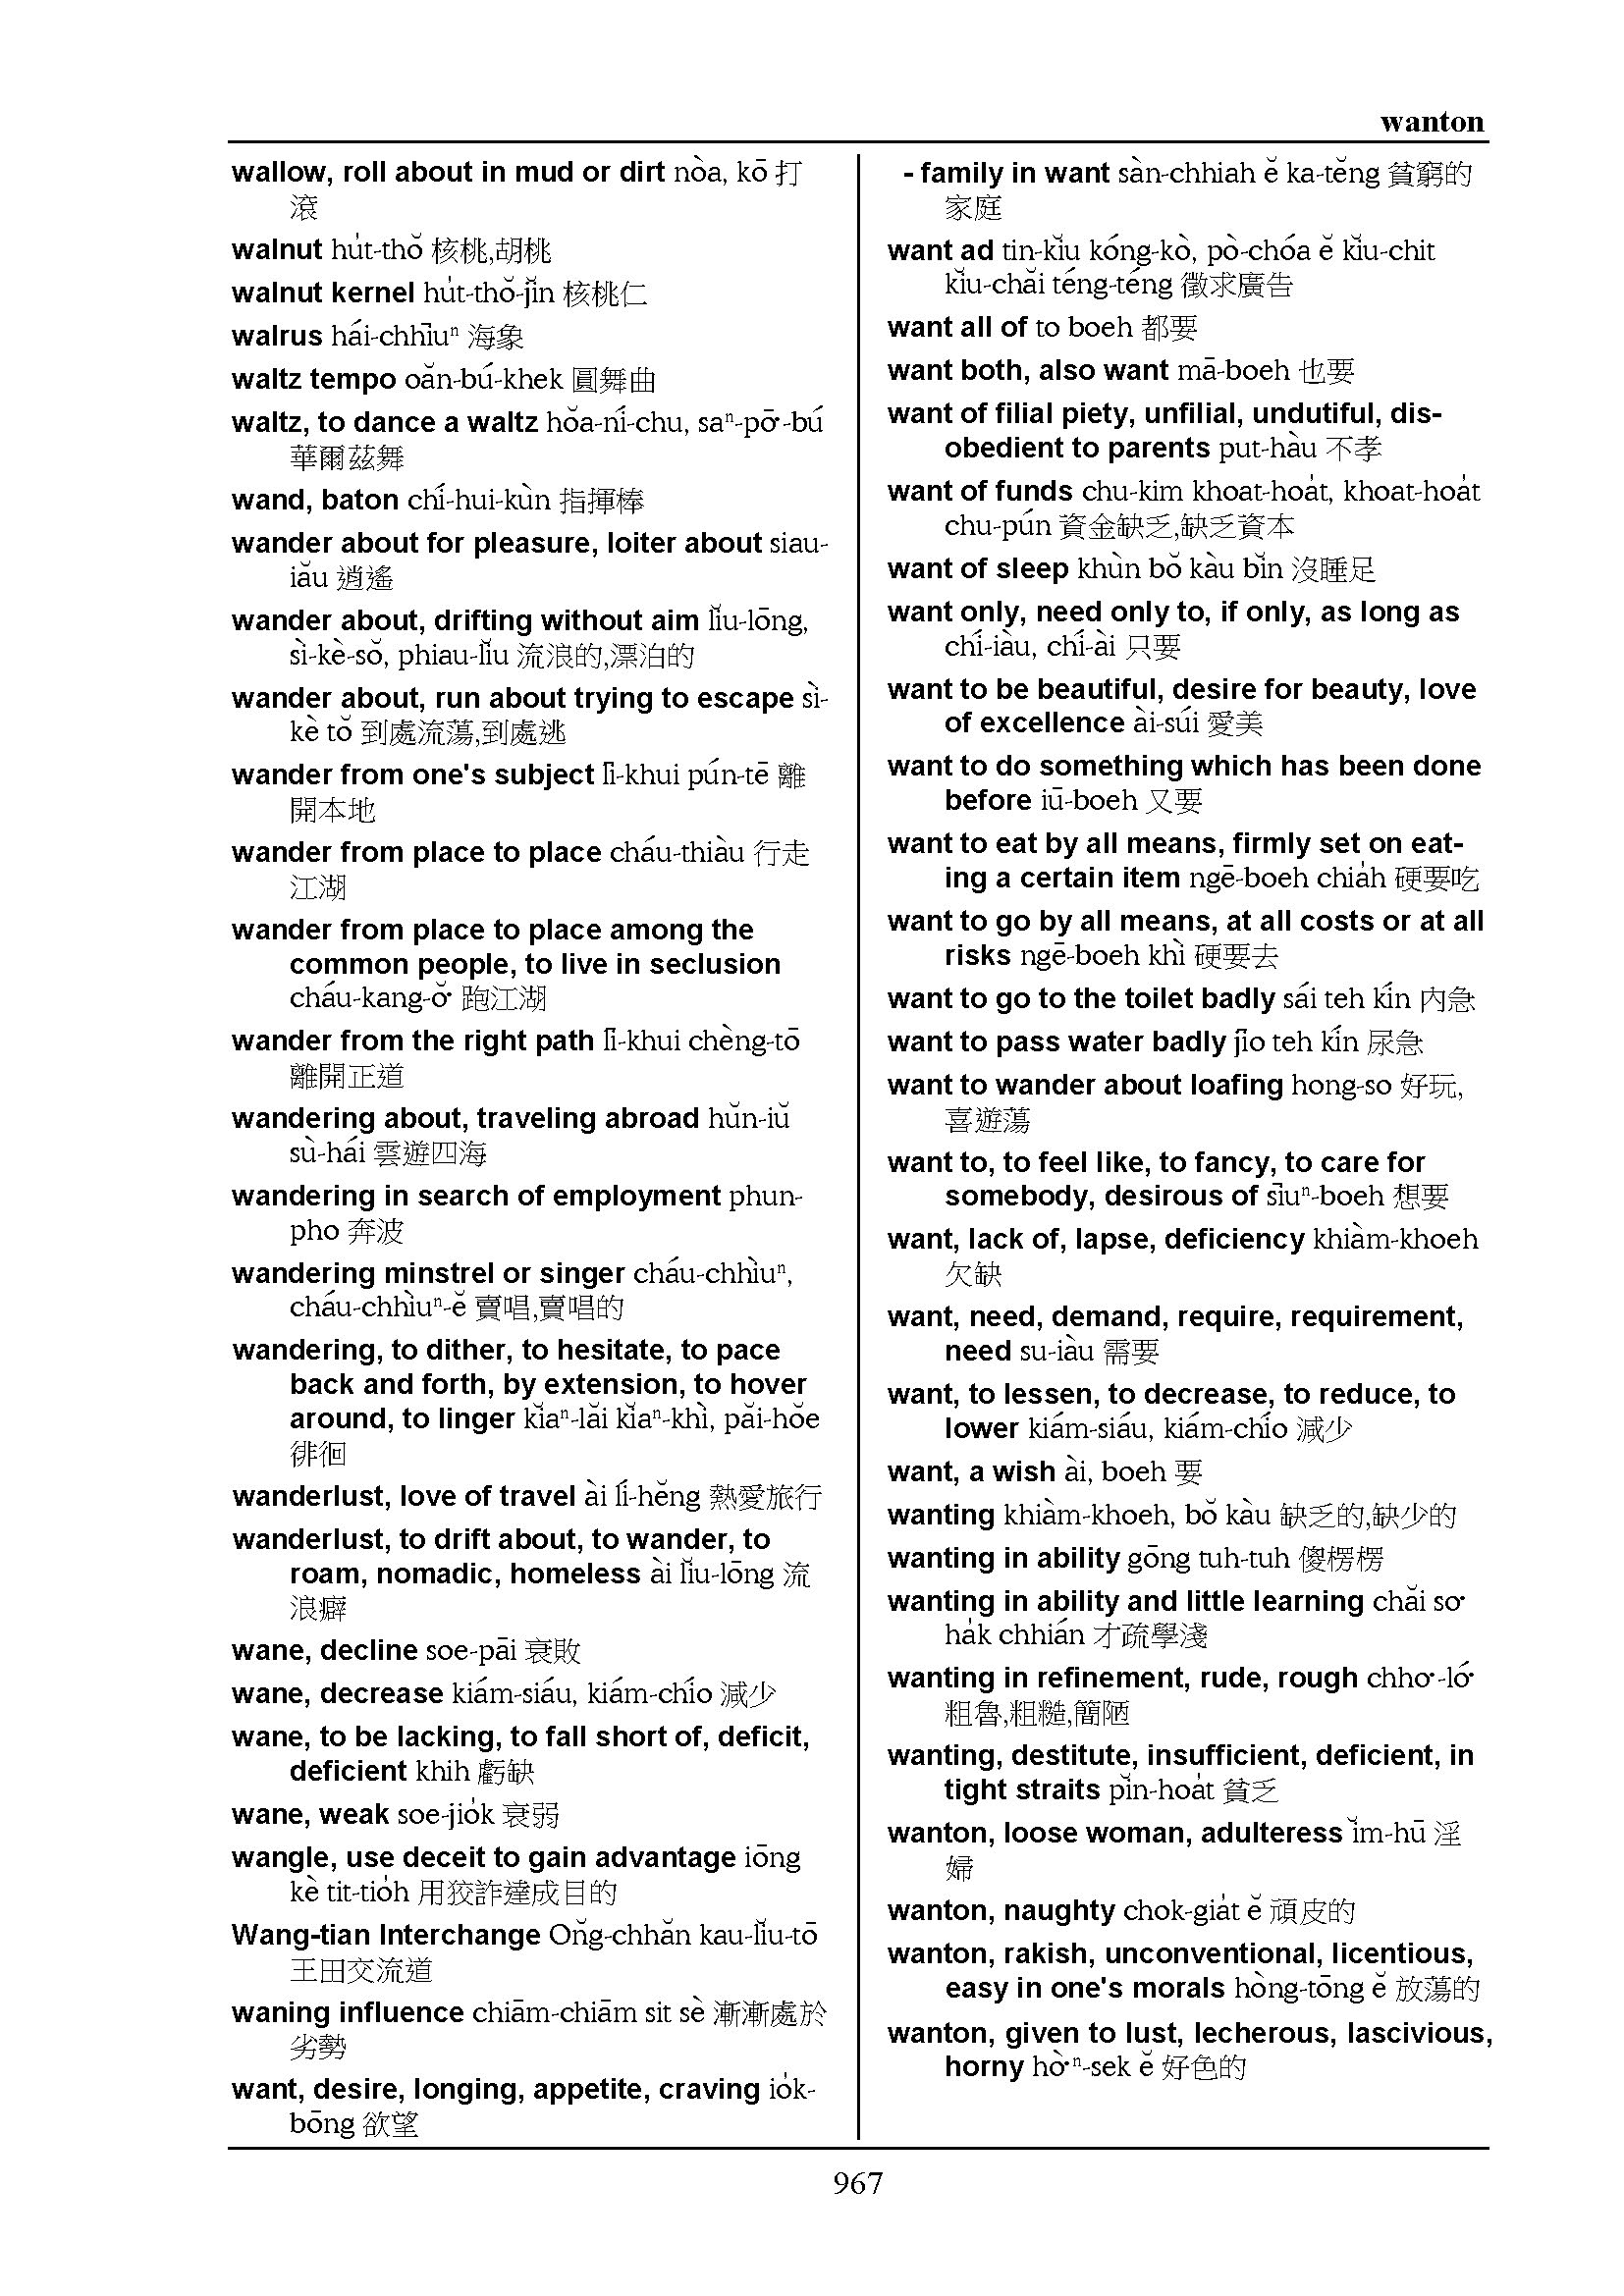 wanton
wallow, roll about in mud or dirt nòa, kō 打
滾
walnut hu̍t-thŏ 核桃,胡桃
walnut kernel hu̍t-thŏ-jĭn 核桃仁
walrus hái-chhīuⁿ 海象
waltz tempo oăn-bú-khek 圓舞曲
waltz, to dance a waltz hŏa-ní-chu, saⁿ-pō͘-bú
華爾茲舞
wand, baton chí-hui-kùn 指揮棒
wander about for pleasure, loiter about siau-
iău 逍遙
wander about, drifting without aim lĭu-lōng,
sì-kè-sŏ, phiau-lĭu 流浪的,漂泊的
wander about, run about trying to escape sì-
kè tŏ 到處流蕩,到處逃
wander from one's subject lī-khui pún-tē 離
開本地
wander from place to place cháu-thiàu 行走
江湖
wander from place to place among the
common people, to live in seclusion
cháu-kang-ŏ͘ 跑江湖
wander from the right path lī-khui chèng-tō
離開正道
wandering about, traveling abroad hŭn-iŭ
sù-hái 雲遊四海
wandering in search of employment phun-
pho 奔波
wandering minstrel or singer cháu-chhìuⁿ,
cháu-chhìuⁿ-ĕ 賣唱,賣唱的
wandering, to dither, to hesitate, to pace
back and forth, by extension, to hover
around, to linger kĭaⁿ-lăi kĭaⁿ-khì, păi-hŏe
徘徊
wanderlust, love of travel ài lí-hĕng 熱愛旅行
wanderlust, to drift about, to wander, to
roam, nomadic, homeless ài lĭu-lōng 流
浪癖
wane, decline soe-pāi 衰敗
wane, decrease kiám-siáu, kiám-chío 減少
wane, to be lacking, to fall short of, deficit,
deficient khih 虧缺
wane, weak soe-jio̍k 衰弱
wangle, use deceit to gain advantage iōng
kè tit-tio̍h 用狡詐達成目的
Wang-tian Interchange Ŏng-chhăn kau-lĭu-tō
王田交流道
waning influence chiām-chiām sit sè 漸漸處於
劣勢
want, desire, longing, appetite, craving io̍k-
bōng 欲望
- family in want sàn-chhiah ĕ ka-tĕng 貧窮的
家庭
want ad tin-kĭu kóng-kò, pò-chóa ĕ kĭu-chit
kĭu-chăi téng-téng 徵求廣告
want all of to boeh 都要
want both, also want mā-boeh 也要
want of filial piety, unfilial, undutiful, dis-
obedient to parents put-hàu 不孝
want of funds chu-kim khoat-hoa̍t, khoat-hoa̍t
chu-pún 資金缺乏,缺乏資本
want of sleep khùn bŏ kàu bĭn 沒睡足
want only, need only to, if only, as long as
chí-iàu, chí-ài 只要
want to be beautiful, desire for beauty, love
of excellence ài-súi 愛美
want to do something which has been done
before iū-boeh 又要
want to eat by all means, firmly set on eat-
ing a certain item ngē-boeh chia̍h 硬要吃
want to go by all means, at all costs or at all
risks ngē-boeh khì 硬要去
want to go to the toilet badly sái teh kín 內急
want to pass water badly jīo teh kín 尿急
want to wander about loafing hong-so 好玩,
喜遊蕩
want to, to feel like, to fancy, to care for
somebody, desirous of sīuⁿ-boeh 想要
want, lack of, lapse, deficiency khiàm-khoeh
欠缺
want, need, demand, require, requirement,
need su-iàu 需要
want, to lessen, to decrease, to reduce, to
lower kiám-siáu, kiám-chío 減少
want, a wish ài, boeh 要
wanting khiàm-khoeh, bŏ kàu 缺乏的,缺少的
wanting in ability gōng tuh-tuh 傻楞楞
wanting in ability and little learning chăi so͘
ha̍k chhián 才疏學淺
wanting in refinement, rude, rough chho͘-ló͘
粗魯,粗糙,簡陋
wanting, destitute, insufficient, deficient, in
tight straits pĭn-hoa̍t 貧乏
wanton, loose woman, adulteress ĭm-hū 淫
婦
wanton, naughty chok-gia̍t ĕ 頑皮的
wanton, rakish, unconventional, licentious,
easy in one's morals hòng-tōng ĕ 放蕩的
wanton, given to lust, lecherous, lascivious,
horny hò͘ⁿ-sek ĕ 好色的
967